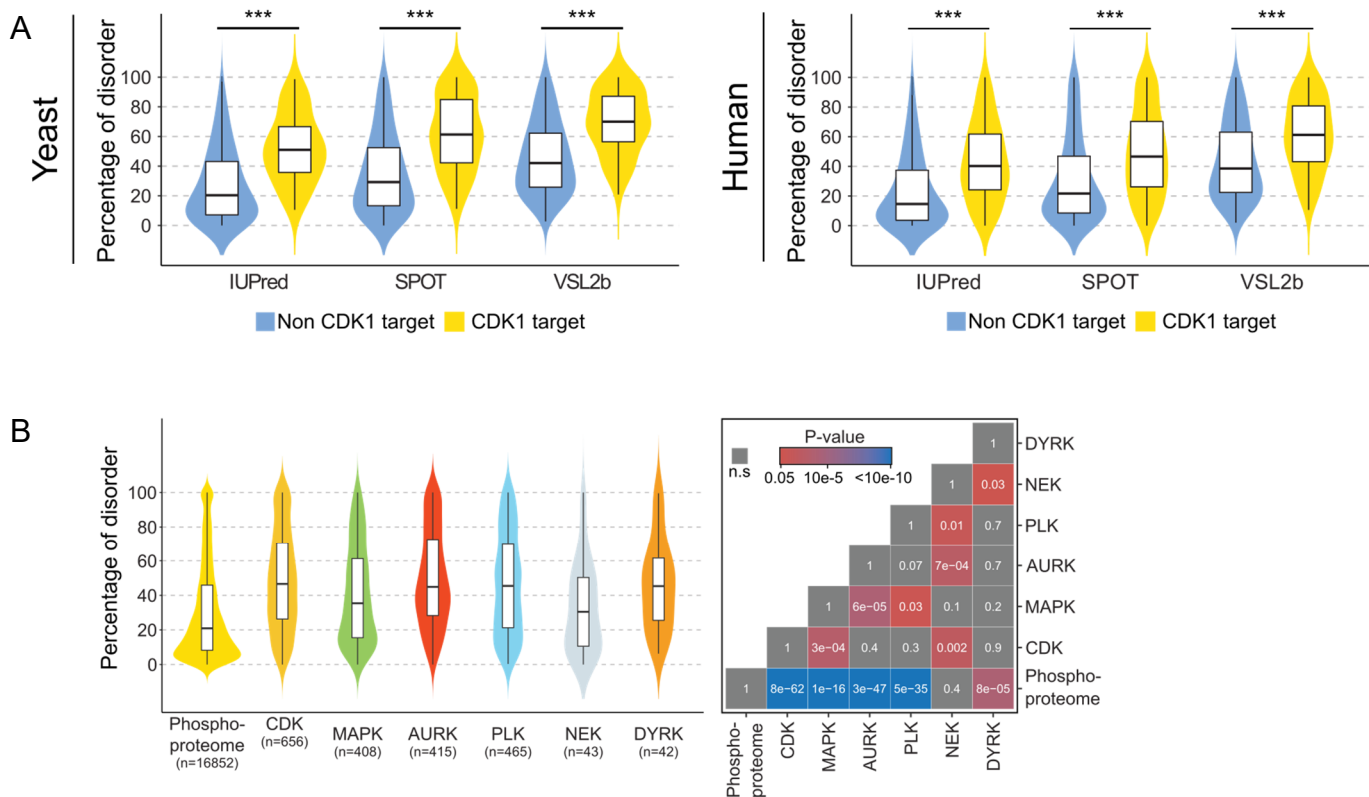 A
Yeast
Percentage of disorder
100
80
60
40
20
0
***
***
***
IUPred
SPOT
VSL2b
Non CDK1 target
CDK1 target
Human
Percentage of disorder
100
80
60
40
20
0
***
***
***
IUPred
SPOT
VSL2b
Non CDK1 target
CDK1 target
B
Percentage of disorder
100
80
60
40
20
0
Phospho-
proteome
(n=16852)
CDK
(n=656)
MAPK
(n=408)
AURK
(n=415)
PLK
(n=465)
NEK
(n=43)
DYRK
(n=42)
n.s
P-value
0.05 10e-5 <10e-10
1 DYRK
1 0.03 NEK
1 0.01 0.7 PLK
1 0.07 7e−04 0.7 AURK
1 6e−05 0.03 0.1 0.2 MAPK
1 3e−04 0.4 0.3 0.002 0.9 CDK
1 8e−62 1e−16 3e−47 5e−35 0.4 8e−05 Phospho-
proteome
Phospho-
proteome
CDK
MAPK
AURK
PLK
NEK
DYRK